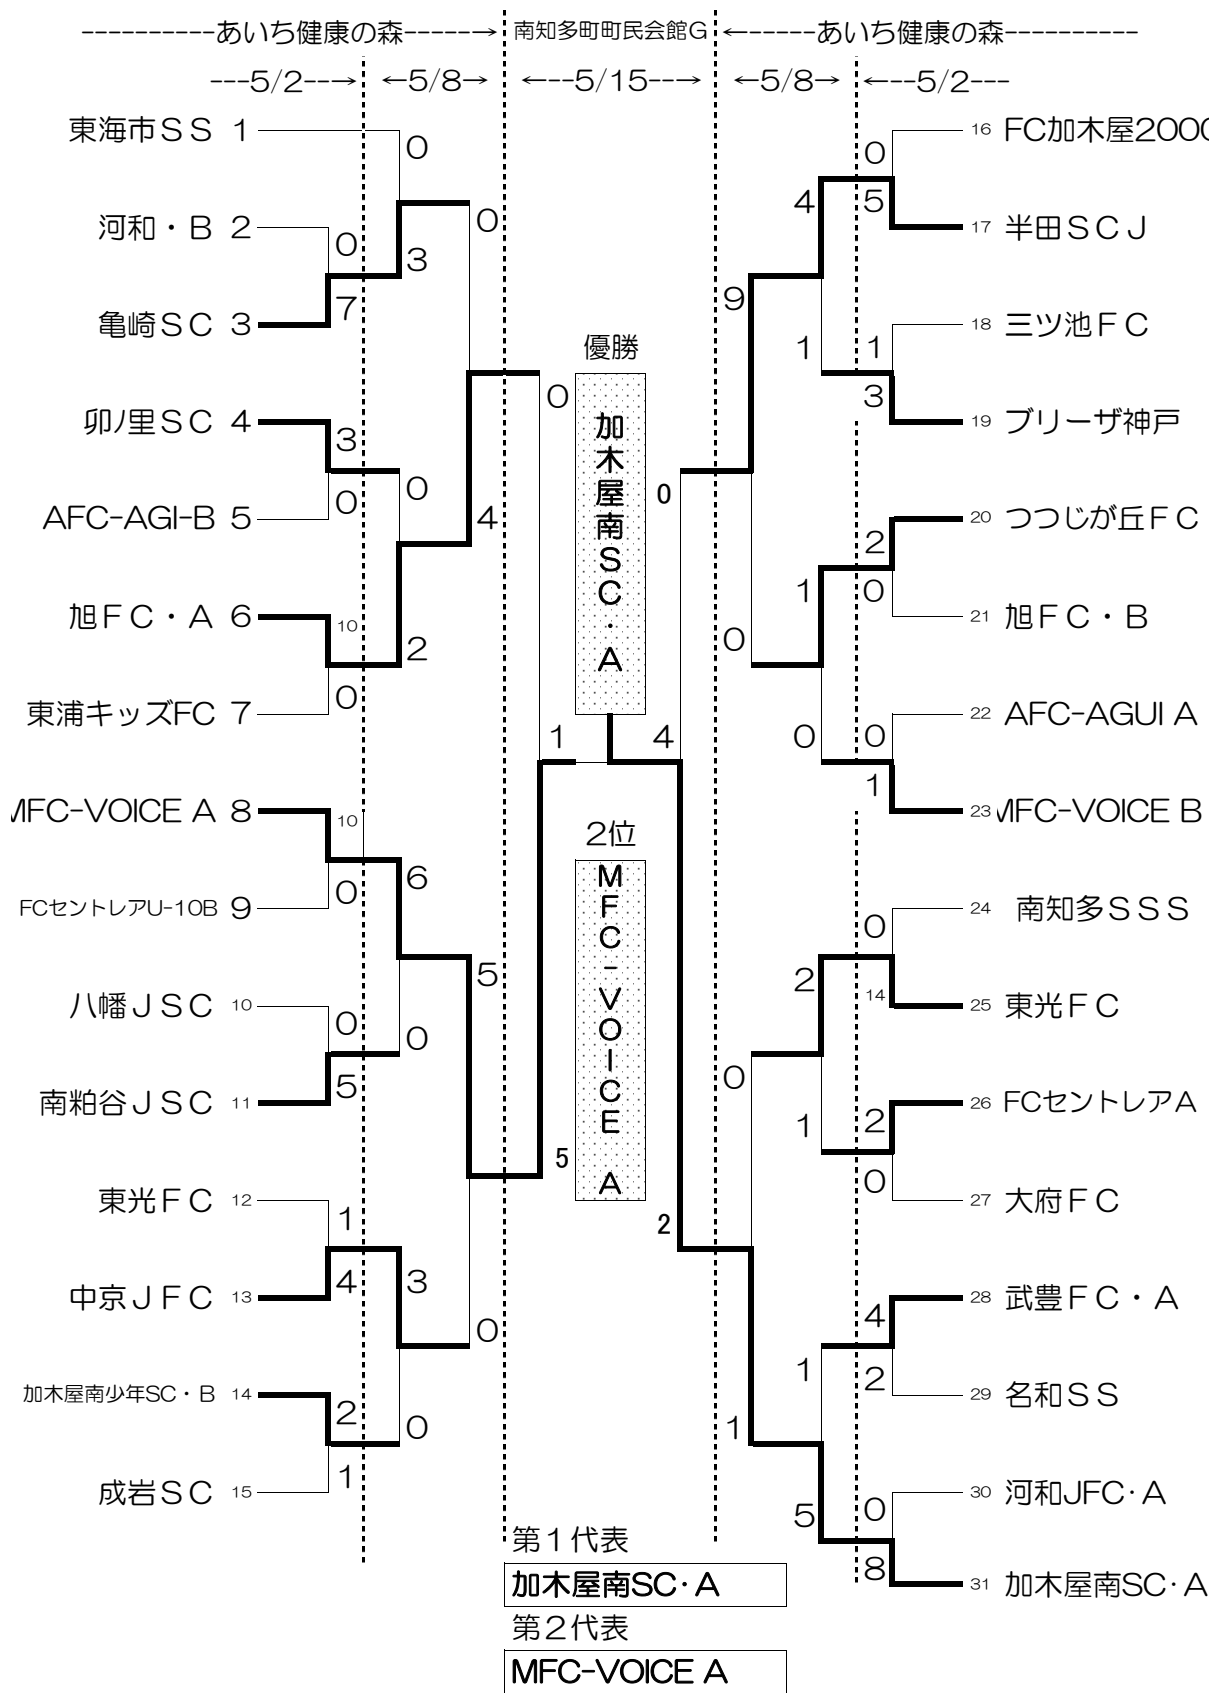 ----------あいち健康の森------→
南知多町町民会館G
←------あいち健康の森----------
---5/2--→
←5/8→
←---5/15--→
←5/8→
←--5/2---
東海市SS 1
河和・B 2
亀崎SC 3
卯ノ里SC 4
AFC-AGI-B 5
旭FC・A 6
東浦キッズFC 7
MFC-VOICE A 8
FCセントレアU-10B 9
八幡JSC 10
南粕谷JSC 11
東光FC 12
中京JFC 13
加木屋南少年SC・B 14
成岩SC 15
0
7
3
0
10
0
10
0
0
5
1
4
2
1
0
3
0
2
6
0
3
0
0
4
5
0
0
5
1
優勝
加木屋南SC・A
2位
MFC-VOICE A
4
0
2
9
0
0
1
4
1
1
0
2
1
1
5
0
5
1
3
2
0
0
1
0
14
2
0
4
2
0
8
16 FC加木屋2000
17 半田SCJ
18 三ツ池FC
19 ブリーザ神戸
20 つつじが丘FC
21 旭FC・B
22 AFC-AGUI A
23 MFC-VOICE B
24 南知多SSS
25 東光FC
26 FCセントレアA
27 大府FC
28 武豊FC・A
29 名和SS
30 河和JFC・A
31 加木屋南SC・A
第1代表
加木屋南SC・A
第2代表
MFC-VOICE A